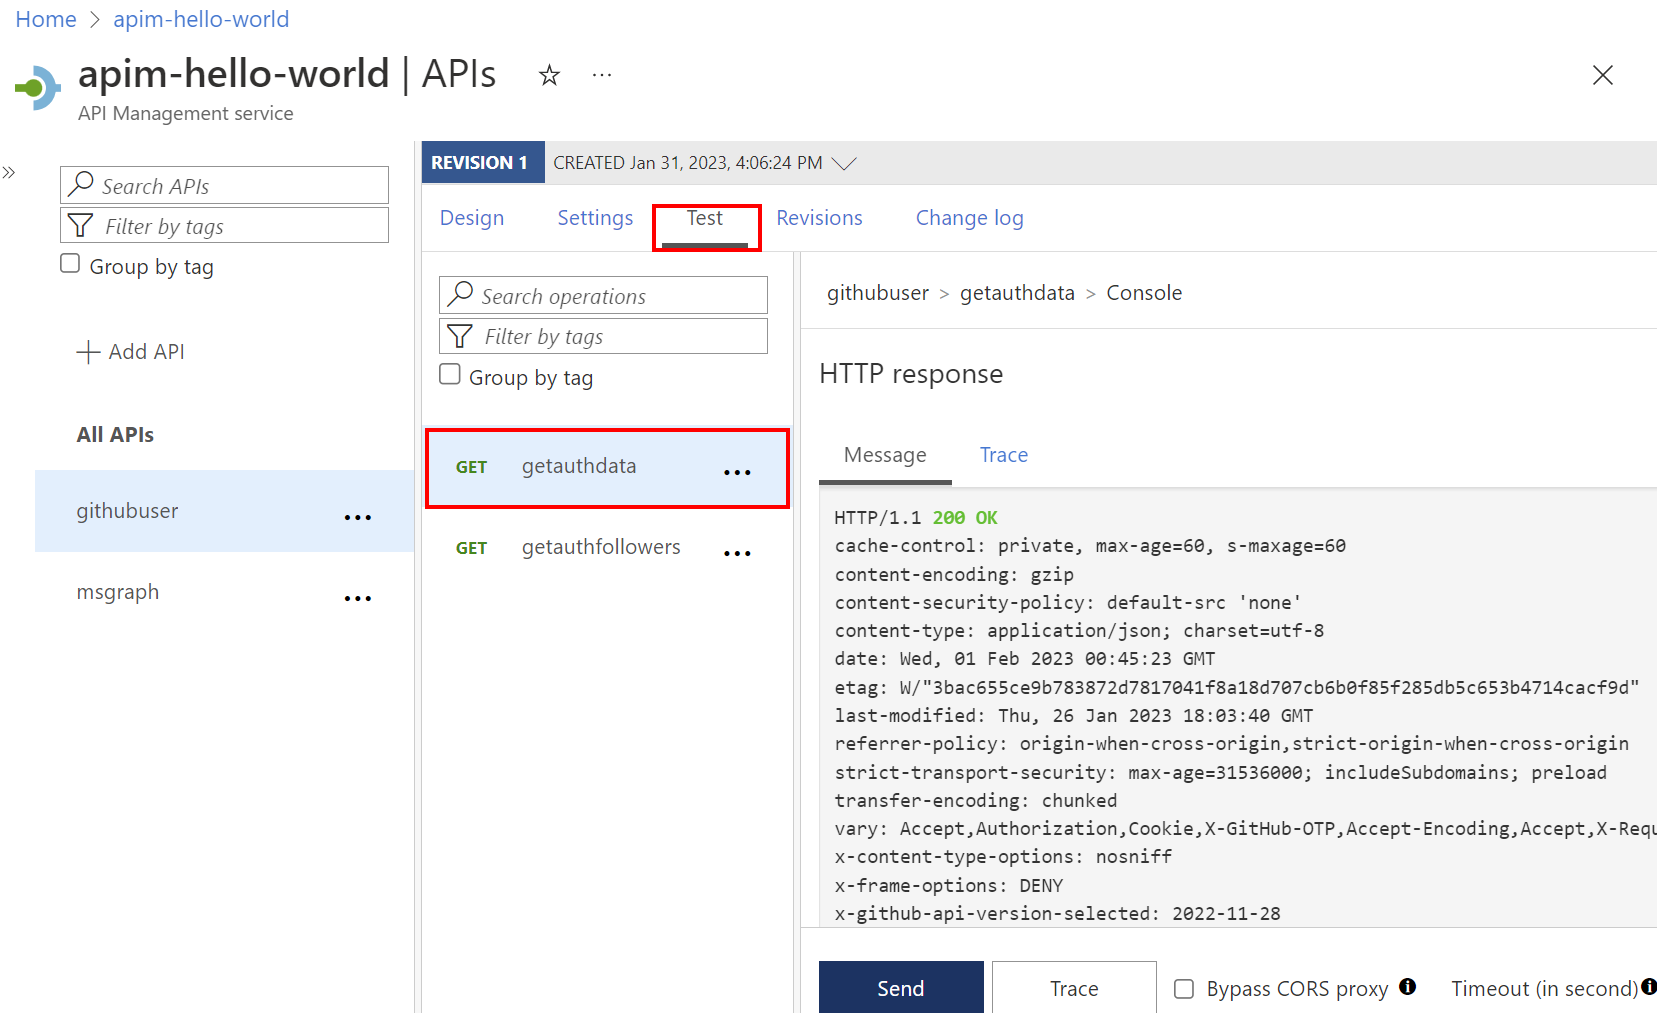 Home > apim-hello-world
apim-hello-world | APIs
API Management service
Search APIs
Filter by tags
Group by tag
Add API
All APIs
githubuser
msgraph
REVISION 1 CREATED Jan 31, 2023, 4:06:24 PM
Design Settings Test Revisions Change log
Search operations
Filter by tags
Group by tag
GET getauthdata
GET getauthfollowers
githubuser > getauthdata > Console
HTTP response
Message Trace
HTTP/1.1 200 OK
cache-control: private, max-age=60, s-maxage=60
content-encoding: gzip
content-security-policy: default-src 'none'
content-type: application/json; charset=utf-8
date: Wed, 01 Feb 2023 00:45:23 GMT
etag: W/"3bac655ce9b783872d7817041f8a18d707cb6b0f85f285db5c653b4714cacf9d"
last-modified: Thu, 26 Jan 2023 18:03:40 GMT
referrer-policy: origin-when-cross-origin,strict-origin-when-cross-origin
strict-transport-security: max-age=31536000; includeSubdomains; preload
transfer-encoding: chunked
vary: Accept,Authorization,Cookie,X-GitHub-OTP,Accept-Encoding,Accept,X-Requ
x-content-type-options: nosniff
x-frame-options: DENY
x-github-api-version-selected: 2022-11-28
Send Trace Bypass CORS proxy Timeout (in second)